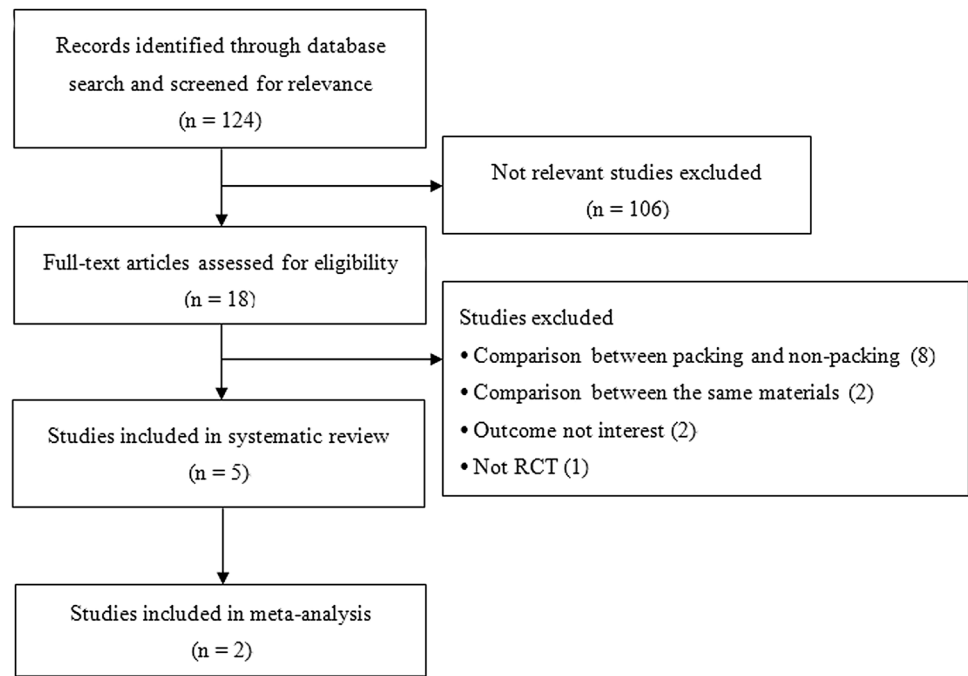 Records identified through database
search and screened for relevance
(n = 124)
Not relevant studies excluded
(n = 106)
Full-text articles assessed for eligibility
(n = 18)
Studies excluded
• Comparison between packing and non-packing (8)
• Comparison between the same materials (2)
• Outcome not interest (2)
• Not RCT (1)
Studies included in systematic review
(n = 5)
Studies included in meta-analysis
(n = 2)